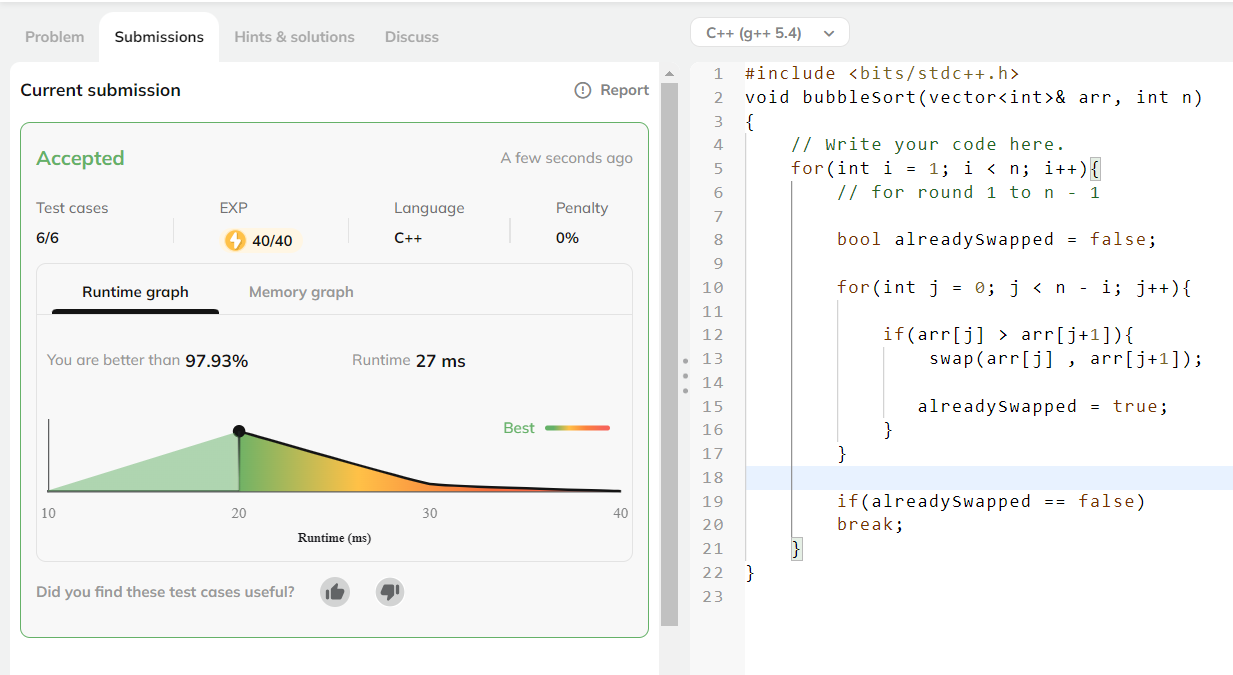 Problem
Submissions
Hints & solutions
Discuss
Current submission
Report
Accepted
A few seconds ago
Test cases
EXP
Language
Penalty
6/6
40/40
C++
0%
Runtime graph
Memory graph
You are better than 97.93%
Runtime 27 ms
Best
10
20
30
40
Runtime (ms)
Did you find these test cases useful?
C++ (g++ 5.4)
1 #include <bits/stdc++.h>
2 void bubbleSort(vector<int>& arr, int n)
3 {
4     // Write your code here.
5     for(int i = 1; i < n; i++){
6         // for round 1 to n - 1
7
8         bool alreadySwapped = false;
9
10         for(int j = 0; j < n - i; j++){
11
12             if(arr[j] > arr[j+1]){
13                 swap(arr[j] , arr[j+1]);
14
15                alreadySwapped = true;
16             }
17         }
18
19         if(alreadySwapped == false)
20         break;
21     }
22 }
23